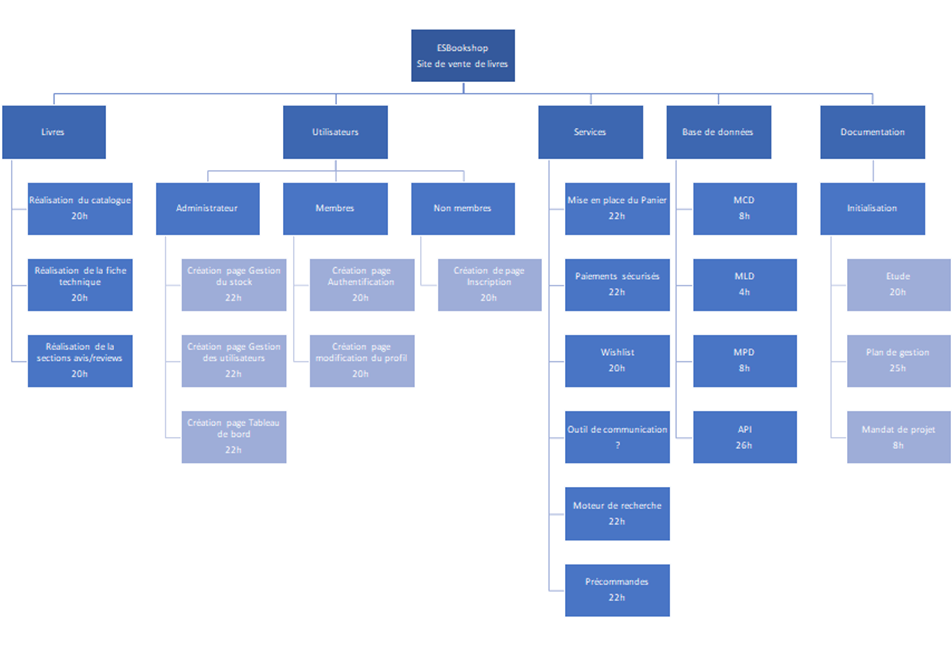 ESBookshop
Site de vente de livres
Livres
Utilisateurs
Services
Base de données
Documentation
Réalisation du catalogue
20h
Réalisation de la fiche
technique
20h
Réalisation de la
sections avis/reviews
20h
Administrateur
Création page Gestion
du stock
22h
Création page Gestion
des utilisateurs
22h
Création page Tableau
de bord
22h
Membres
Création page
Authentification
20h
Création page
modification du profil
20h
Non membres
Création de page
Inscription
20h
Mise en place du Panier
22h
Paiements sécurisés
22h
Wishlist
20h
Outil de communication
?
Moteur de recherche
22h
Précommandes
22h
MCD
8h
MLD
4h
MPD
8h
API
26h
Initialisation
Etude
20h
Plan de gestion
25h
Mandat de projet
8h